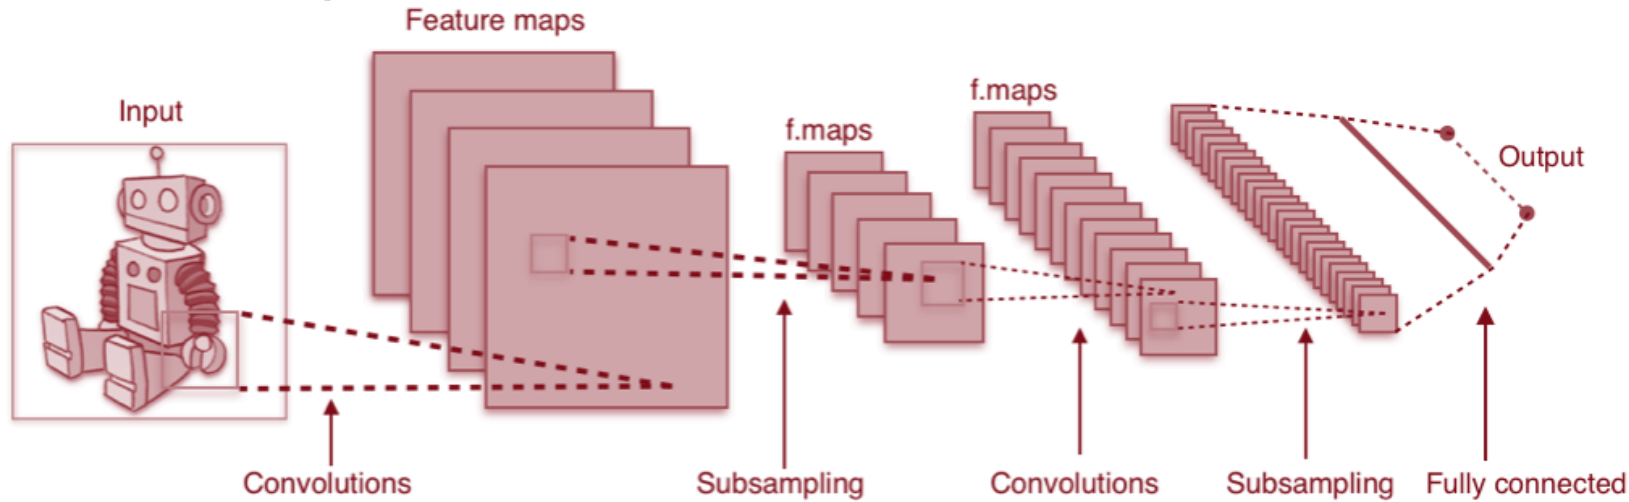 Feature maps
f.maps
Input
f.maps
Output
Convolutions
Subsampling
Convolutions
Subsampling
Fully connected